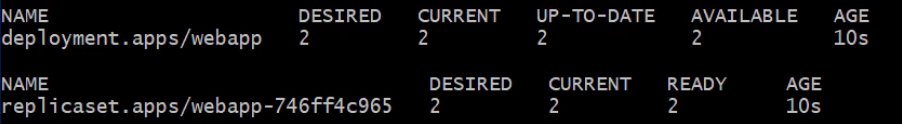 NAME DESIRED CURRENT UP-TO-DATE AVAILABLE AGE
deployment.apps/webapp 2 2 2 2 10s
NAME DESIRED CURRENT READY AGE
replicaset.apps/webapp-746ff4c965 2 2 2 10s